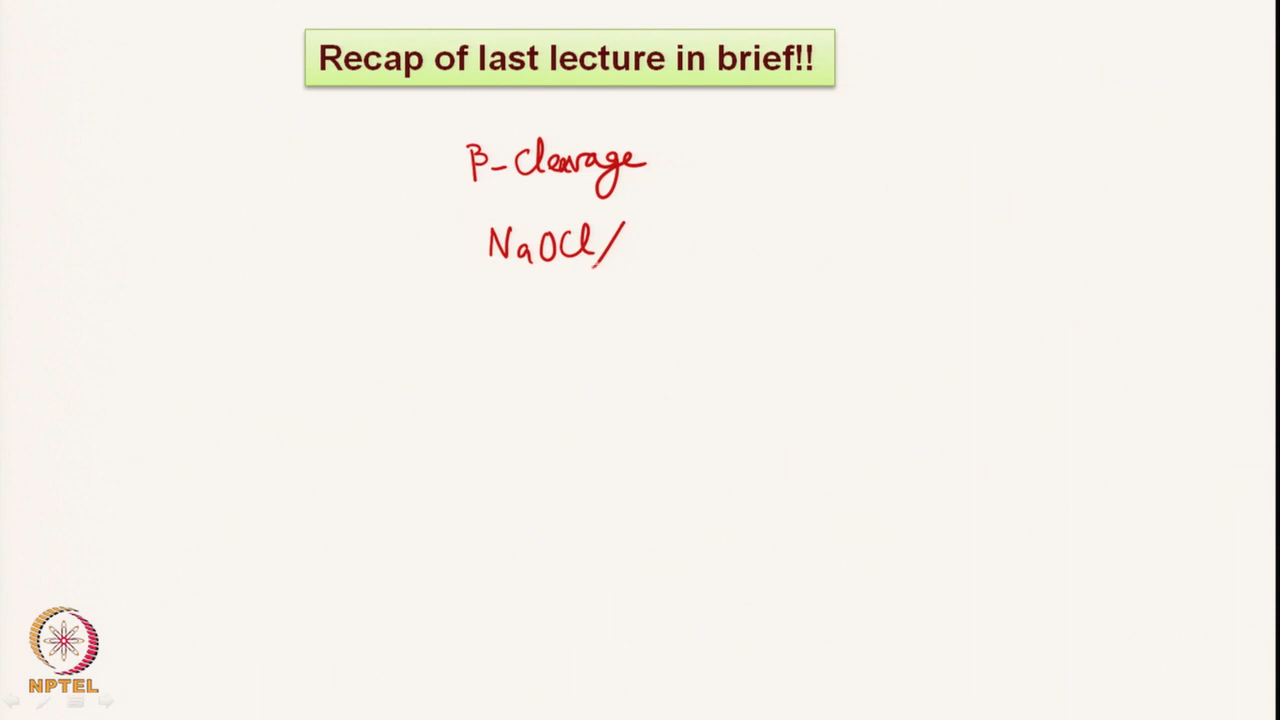 Recap of last lecture in brief!!
β-Cleavage
NaOCl/
NPTEL